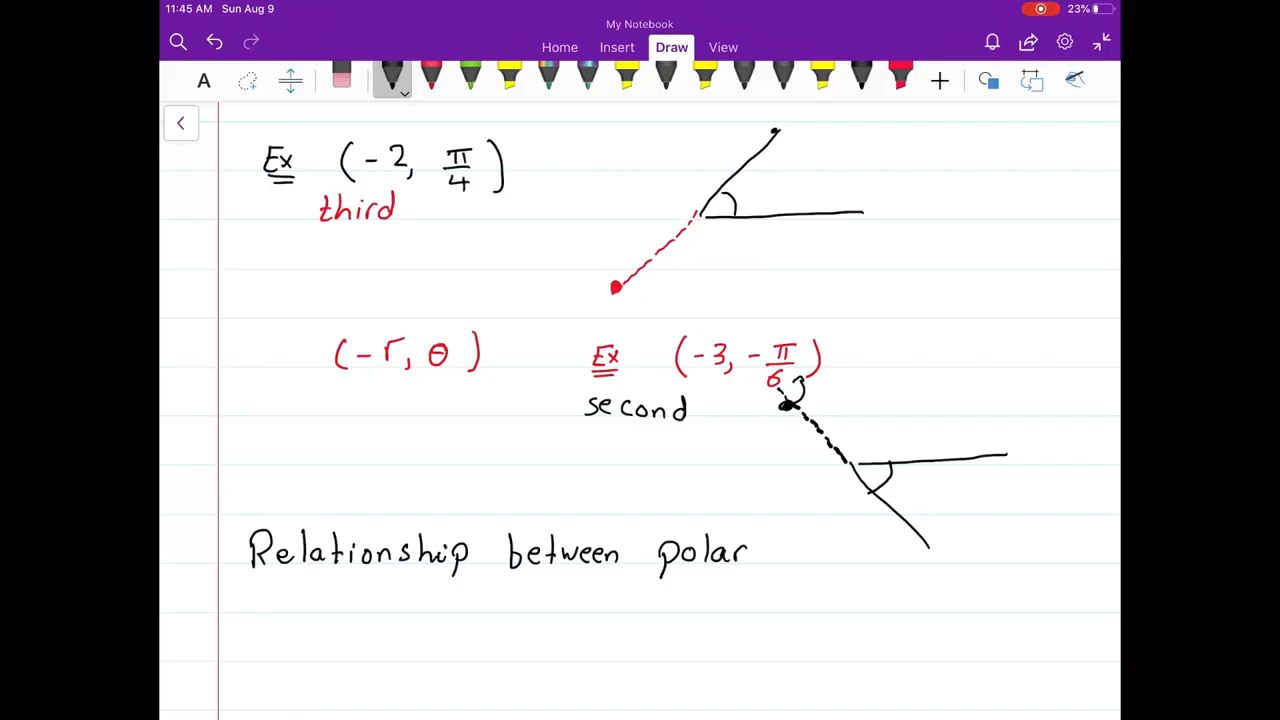 11:45 AM Sun Aug 9
23%
My Notebook
Home Insert Draw View
A
Ex (-2, π/4)
third
(-r, θ) Ex (-3, -π/6)
second
3
Relationship between polar